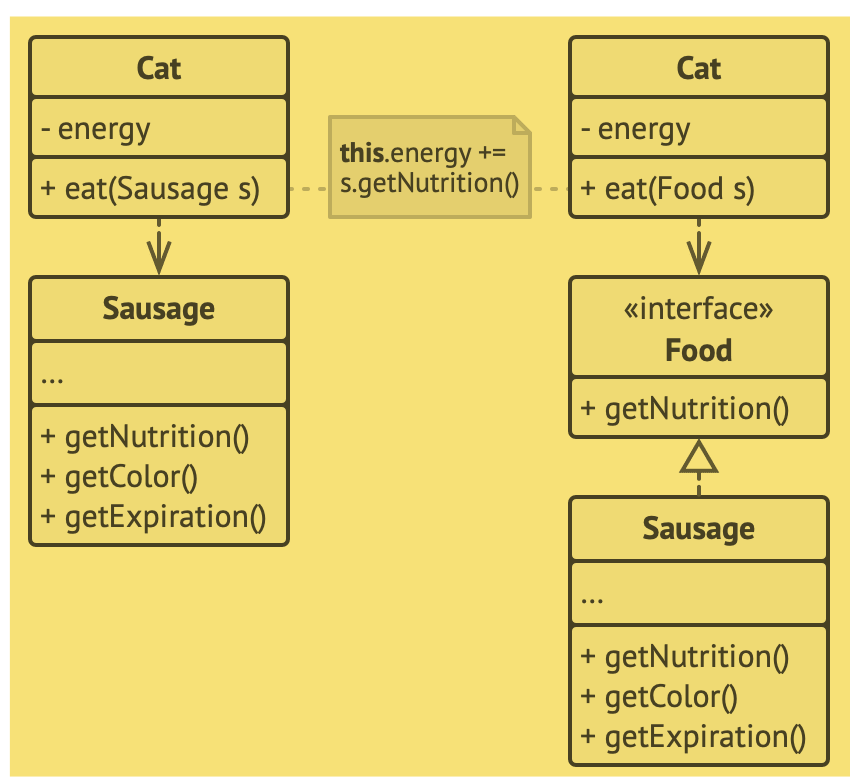 Cat
- energy
+ eat(Sausage s)
Sausage
...
+ getNutrition()
+ getColor()
+ getExpiration()
this.energy +=
s.getNutrition()
Cat
- energy
+ eat(Food s)
«interface»
Food
+ getNutrition()
Sausage
...
+ getNutrition()
+ getColor()
+ getExpiration()